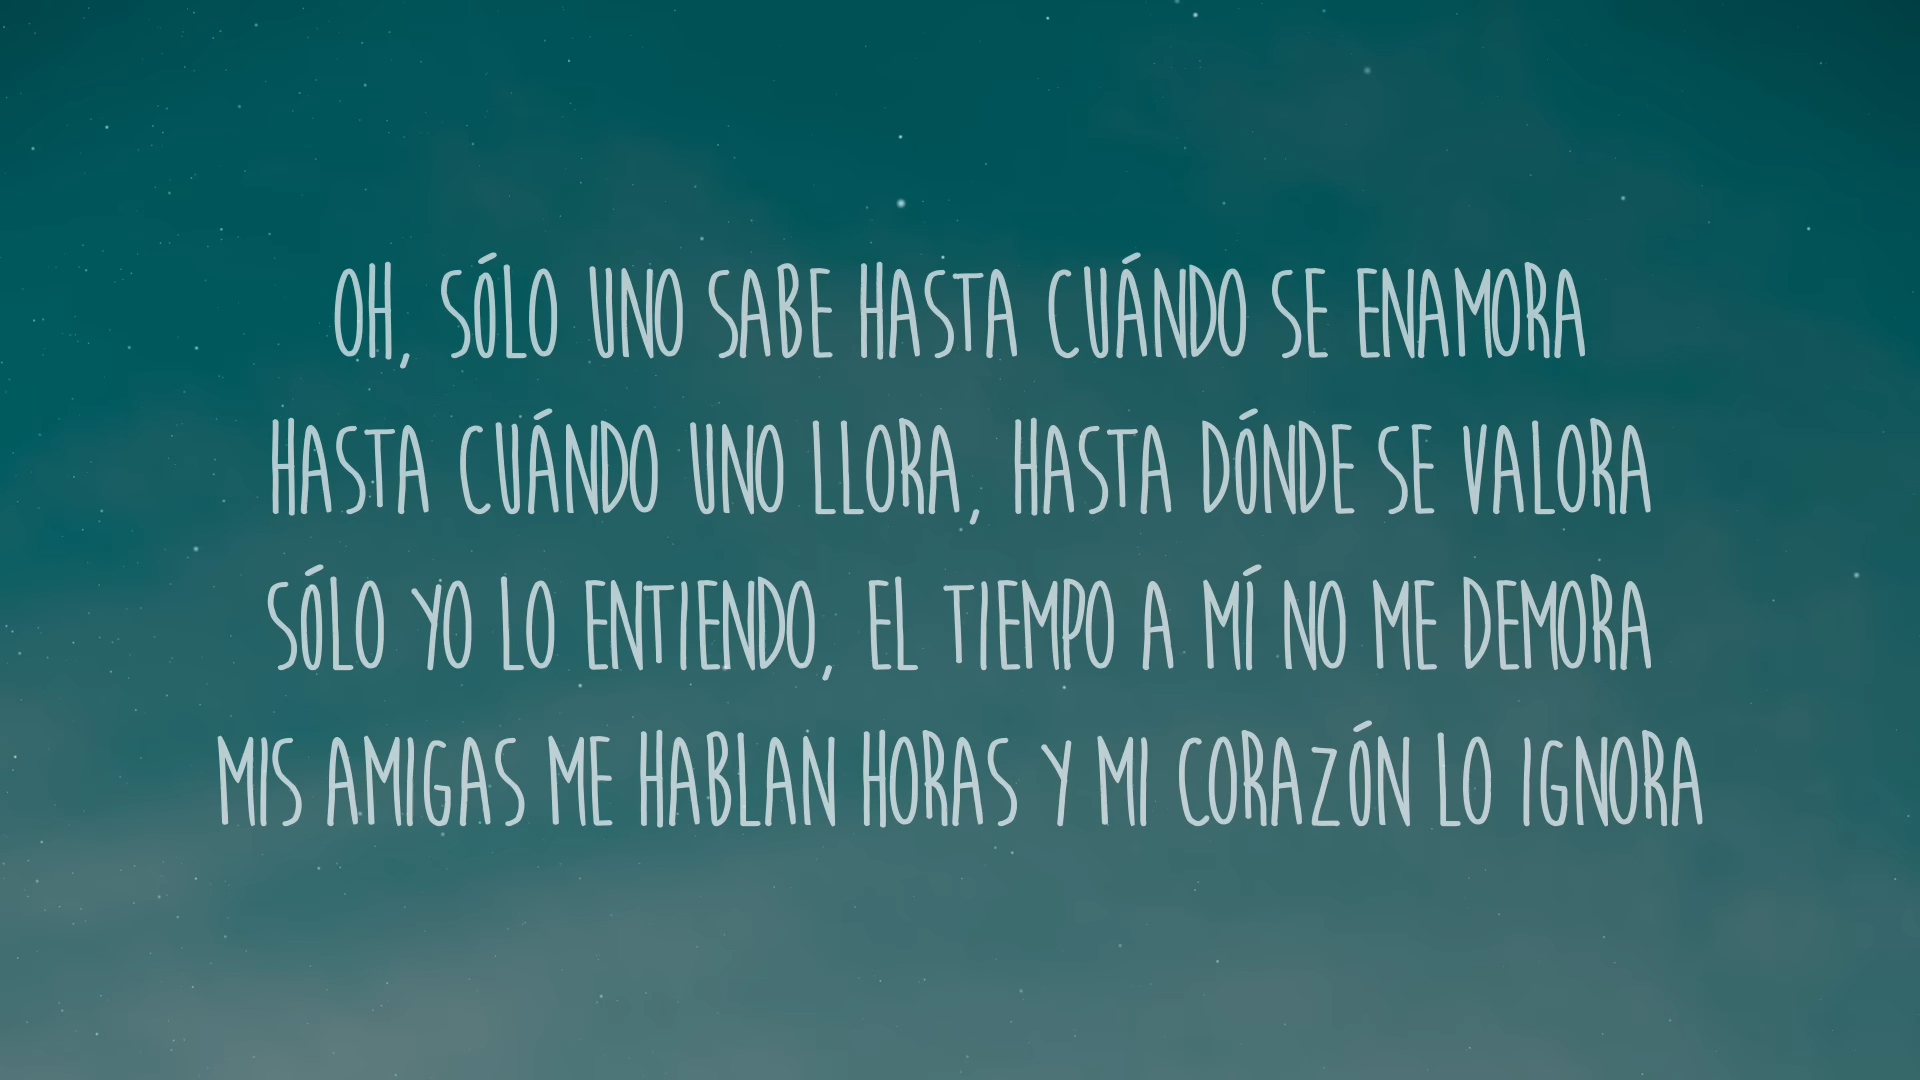 Oh, sólo uno sabe hasta cuándo se enamora
Hasta cuándo uno llora, hasta dónde se valora
Sólo yo lo entiendo, el tiempo a mí no me demora
Mis amigas me hablan horas y mi corazón lo ignora